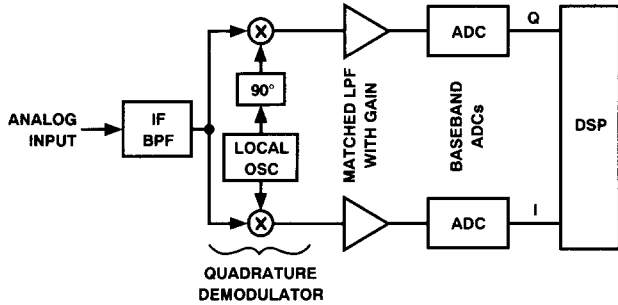 ANALOG
INPUT
IF
BPF
X
90°
LOCAL
OSC
X
QUADRATURE
DEMODULATOR
MATCHED LPF
WITH GAIN
ADC
Q
BASEBAND
ADCs
ADC
I
DSP